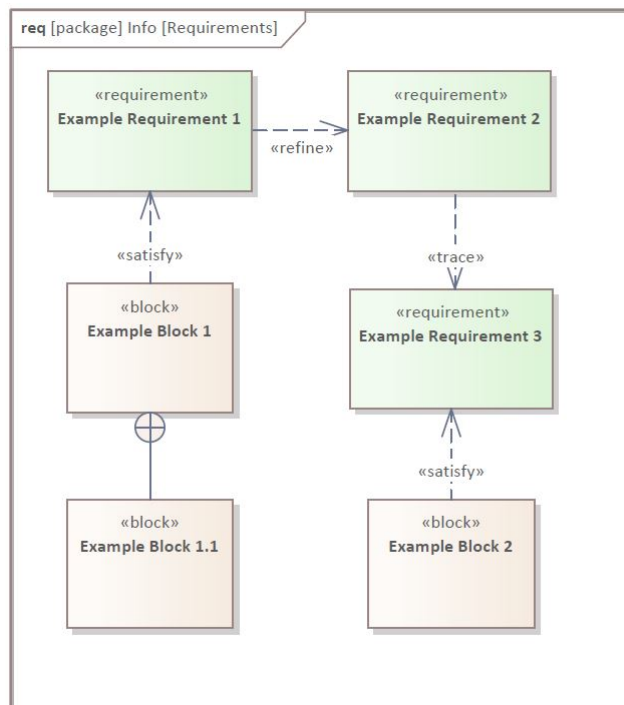 req [package] Info [Requirements]
«requirement»
Example Requirement 1
«refine»
«requirement»
Example Requirement 2
«satisfy»
«trace»
«block»
Example Block 1
«requirement»
Example Requirement 3
«satisfy»
«block»
Example Block 1.1
«block»
Example Block 2